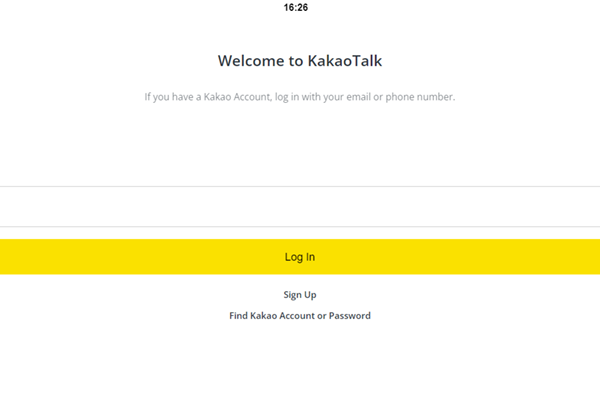 16:26
Welcome to KakaoTalk
If you have a Kakao Account, log in with your email or phone number.
Log In
Sign Up
Find Kakao Account or Password